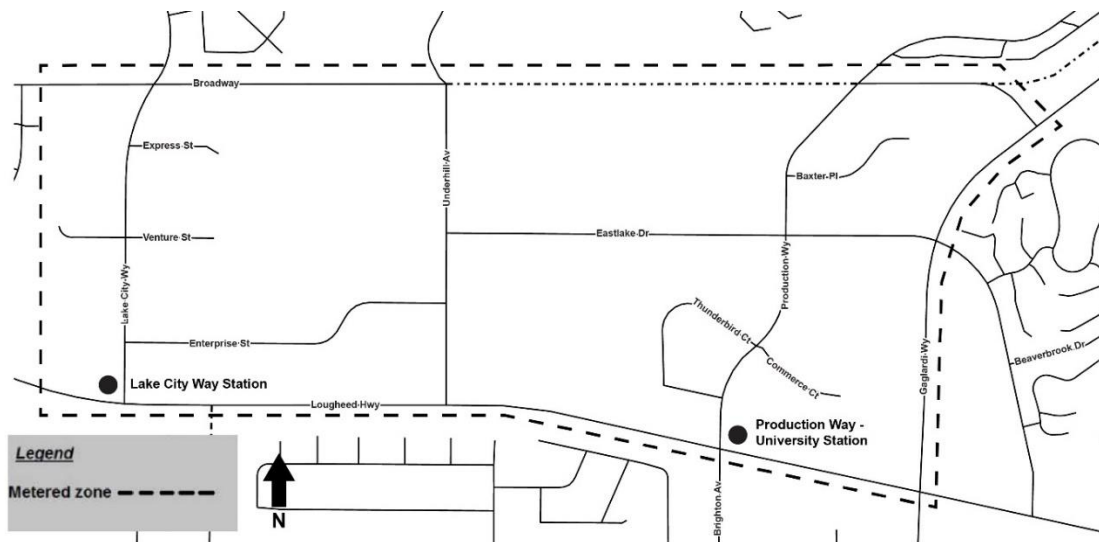 Broadway
Express St
Underhill Av
Baxter Pl
Venture St
Eastlake Dr
Production Wy
Lake City Wy
Thunderbird Ct
Enterprise St
Commerce Ct
Gaglardi Wy
Beaverbrook Dr
Lake City Way Station
Lougheed Hwy
Production Way -
University Station
Brighton Av
Legend
Metered zone
N